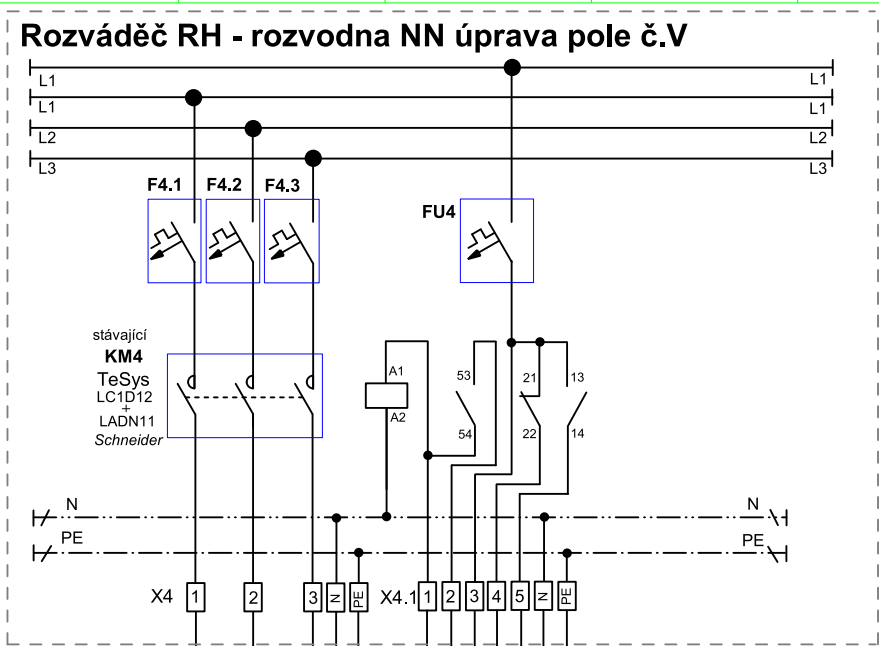 Rozváděč RH - rozvodna NN úprava pole č.V
L1 L1
L1 L1
L2 L2
L3 L3
F4.1 F4.2 F4.3
FU4
stávající
KM4
TeSys
LC1D12
+
LADN11
Schneider
A1
A2
53
54
21
22
13
14
N N
PE PE
X4 1 2 3 N PE X4.1 1 2 3 4 5 N PE